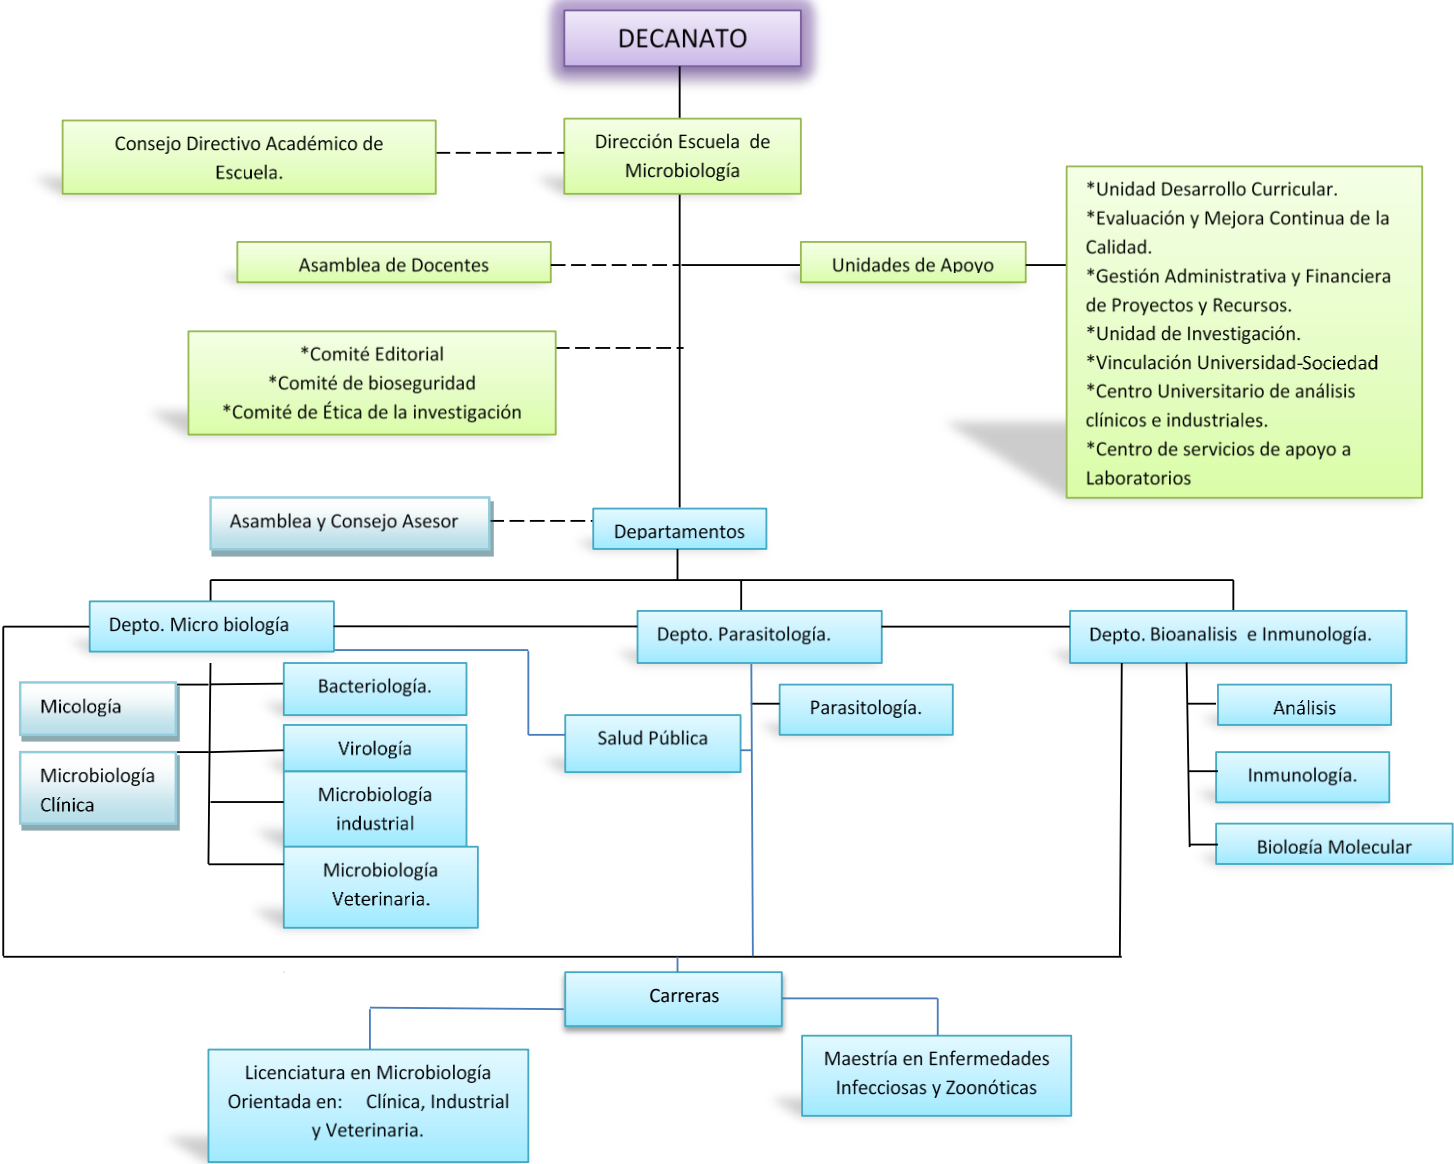 DECANATO
Consejo Directivo Académico de
Escuela.
Dirección Escuela de
Microbiología
*Unidad Desarrollo Curricular.
*Evaluación y Mejora Continua de la
Calidad.
*Gestión Administrativa y Financiera
de Proyectos y Recursos.
*Unidad de Investigación.
*Vinculación Universidad-Sociedad
*Centro Universitario de análisis
clínicos e industriales.
*Centro de servicios de apoyo a
Laboratorios
Asamblea de Docentes
Unidades de Apoyo
*Comité Editorial
*Comité de bioseguridad
*Comité de Ética de la investigación
Asamblea y Consejo Asesor
Departamentos
Depto. Micro biología
Depto. Parasitología.
Depto. Bioanalisis e Inmunología.
Micología
Bacteriología.
Virología
Microbiología
Clínica
Microbiología
industrial
Microbiología
Veterinaria.
Salud Pública
Parasitología.
Análisis
Inmunología.
Biología Molecular
Carreras
Licenciatura en Microbiología
Orientada en: Clínica, Industrial
y Veterinaria.
Maestría en Enfermedades
Infecciosas y Zoonóticas